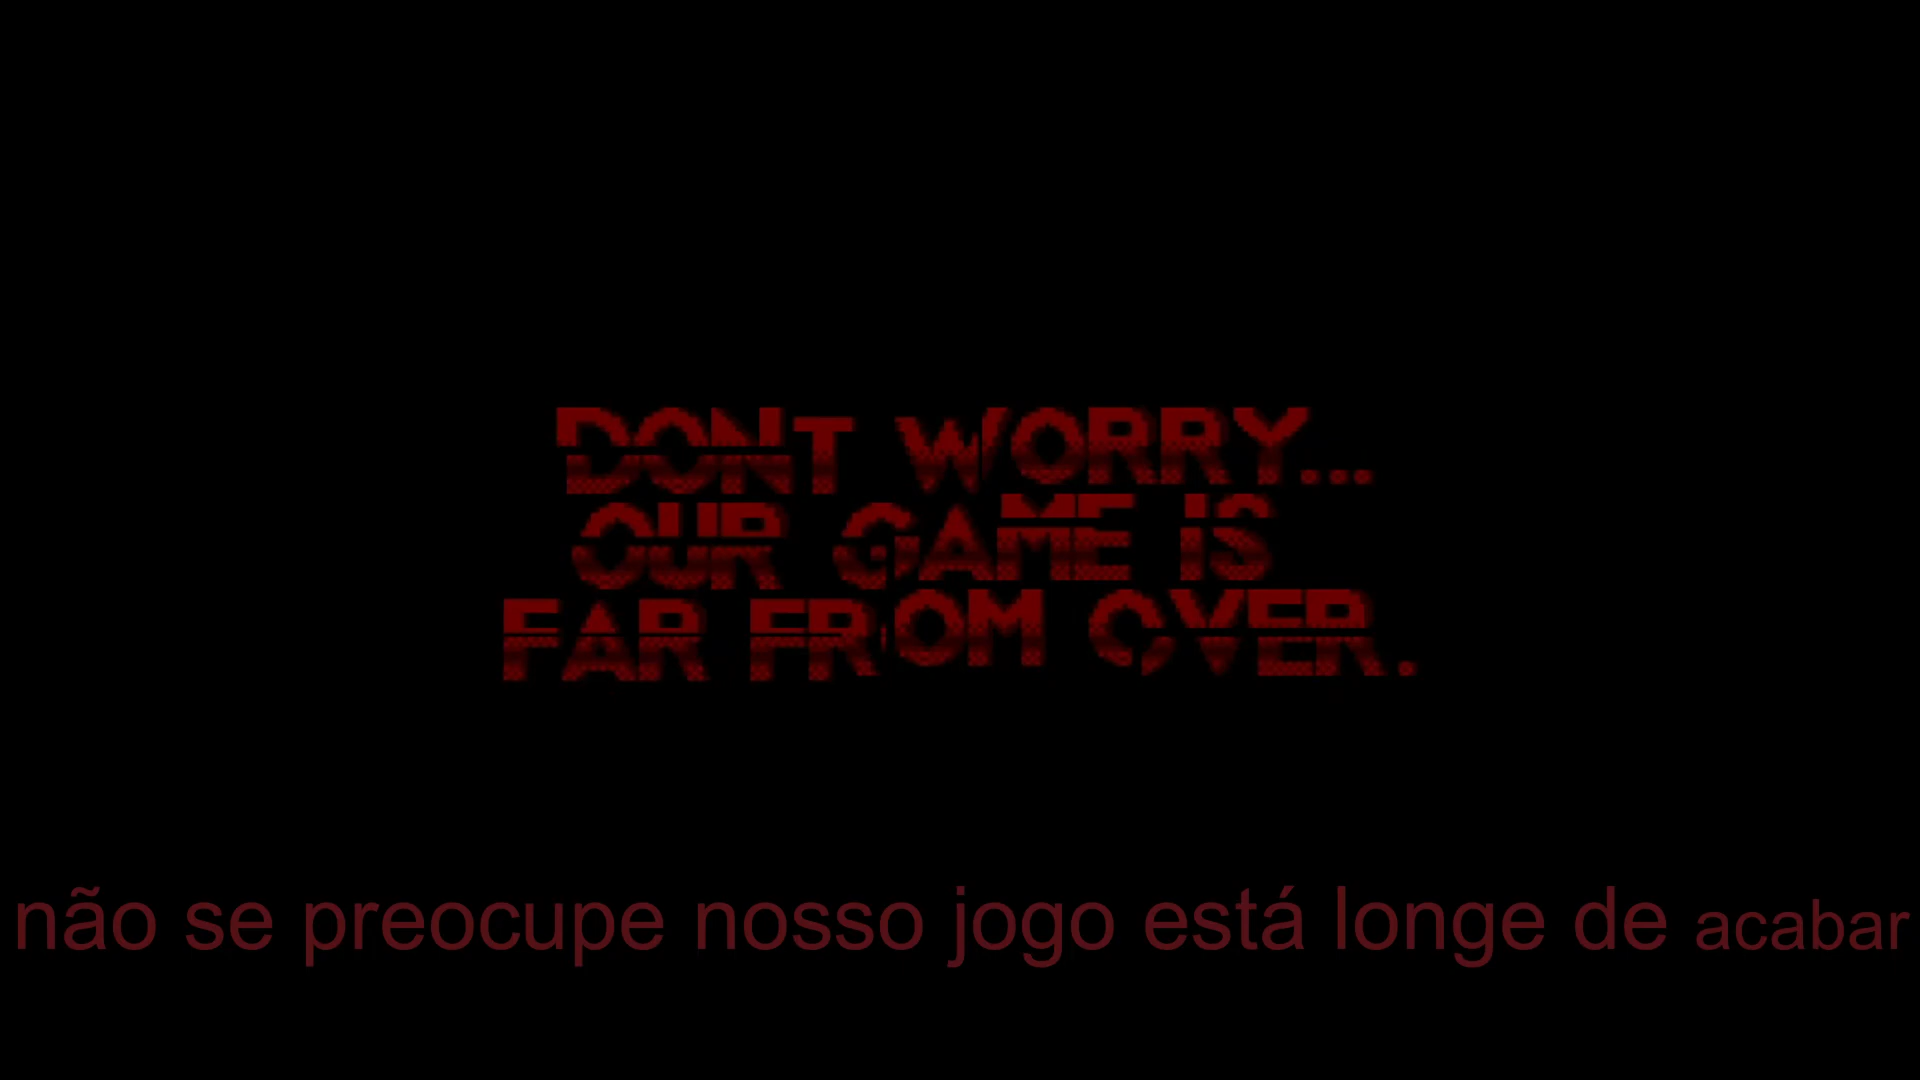 DONT WORRY...
OUR GAME IS
FAR FROM OVER.
não se preocupe nosso jogo está longe de acabar